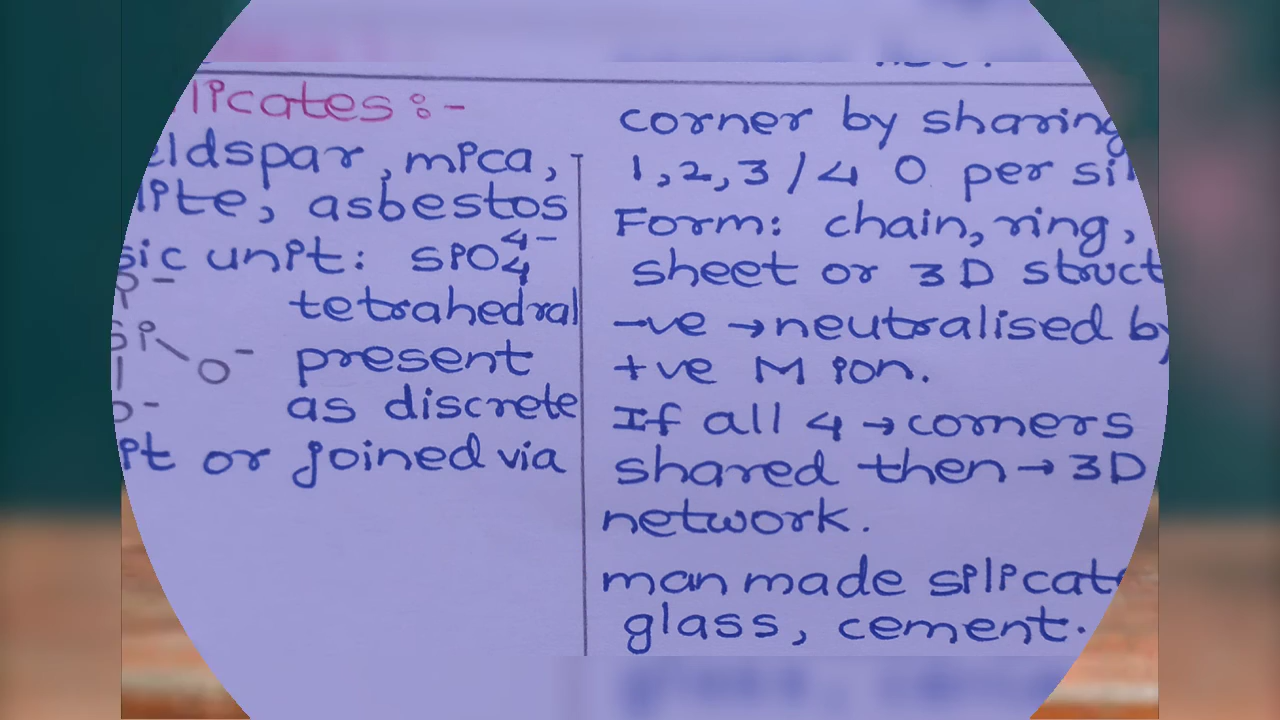 licates :-
eldspar, mica,
lite, asbestos
sic unit: SiO₄⁴⁻
O⁻
Si
O⁻
O⁻
tetrahedral
present
as discrete
it or joined via
corner by sharing
1,2,3/4 O per sil
Form: chain, ring,
sheet or 3D struct
-ve → neutralised by
+ve M ion.
If all 4 → corners
shared then → 3D
network.
man made silicate
glass, cement.